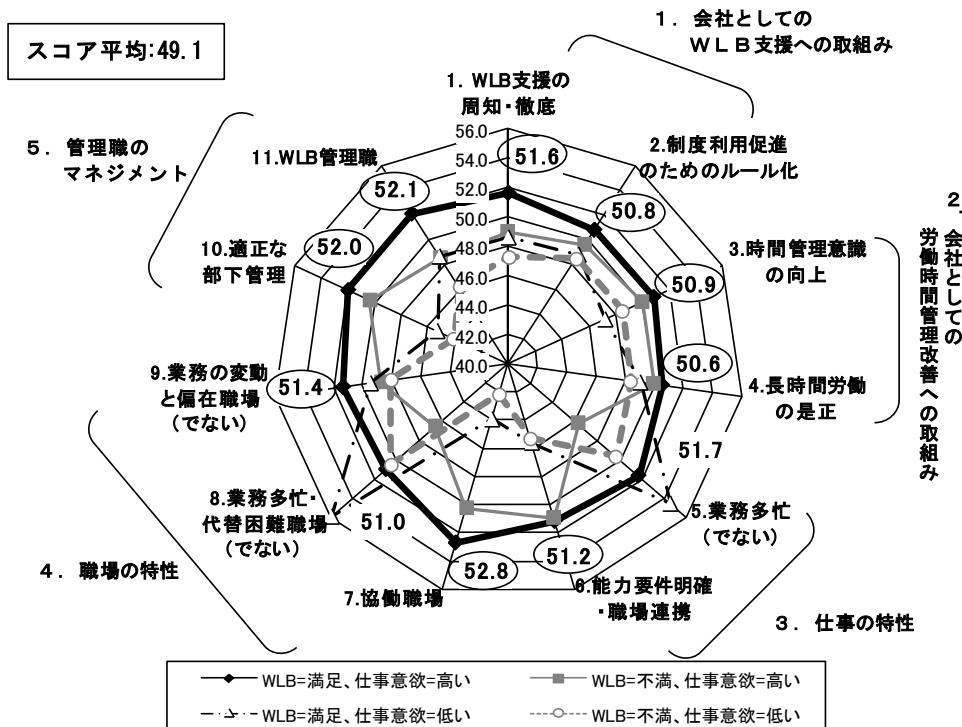 スコア平均:49.1
1． 会社としての
ＷＬＢ支援への取組み
1. WLB支援の
周知・徹底
2.制度利用促進
のためのルール化
2．会社としての
労働時間管理改善への取組み
3.時間管理意識
の向上
4.長時間労働
の是正
5.業務多忙
(でない)
3． 仕事の特性
6.能力要件明確
・職場連携
7.協働職場
4． 職場の特性
8.業務多忙・
代替困難職場
(でない)
9.業務の変動
と偏在職場
(でない)
10.適正な
部下管理
5． 管理職の
マネジメント
11.WLB管理職
56.0
54.0
52.0
50.0
48.0
46.0
44.0
42.0
40.0
51.6
50.8
50.9
50.6
51.7
51.2
52.8
51.0
51.4
52.0
52.1
WLB=満足、仕事意欲=高い
WLB=不満、仕事意欲=高い
WLB=満足、仕事意欲=低い
WLB=不満、仕事意欲=低い